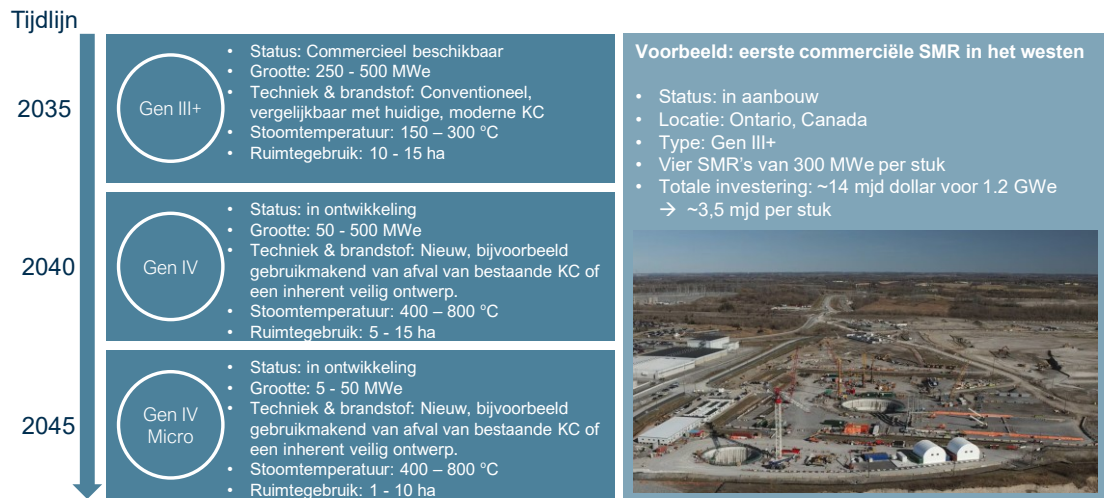 Tijdlijn
2035
Gen III+
• Status: Commercieel beschikbaar
• Grootte: 250 - 500 MWe
• Techniek & brandstof: Conventioneel,
vergelijkbaar met huidige, moderne KC
• Stoomtemperatuur: 150 – 300 °C
• Ruimtegebruik: 10 - 15 ha
2040
Gen IV
• Status: in ontwikkeling
• Grootte: 50 - 500 MWe
• Techniek & brandstof: Nieuw, bijvoorbeeld
gebruikmakend van afval van bestaande KC of
een inherent veilig ontwerp.
• Stoomtemperatuur: 400 – 800 °C
• Ruimtegebruik: 5 - 15 ha
2045
Gen IV
Micro
• Status: in ontwikkeling
• Grootte: 5 - 50 MWe
• Techniek & brandstof: Nieuw, bijvoorbeeld
gebruikmakend van afval van bestaande KC of
een inherent veilig ontwerp.
• Stoomtemperatuur: 400 – 800 °C
• Ruimtegebruik: 1 - 10 ha
Voorbeeld: eerste commerciële SMR in het westen
• Status: in aanbouw
• Locatie: Ontario, Canada
• Type: Gen III+
• Vier SMR's van 300 MWe per stuk
• Totale investering: ~14 mjd dollar voor 1.2 GWe
→ ~3,5 mjd per stuk